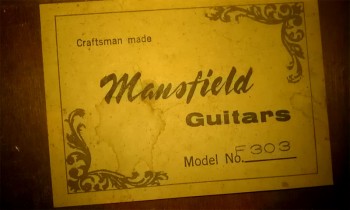 Craftsman made
Mansfield
Guitars
Model No. F303